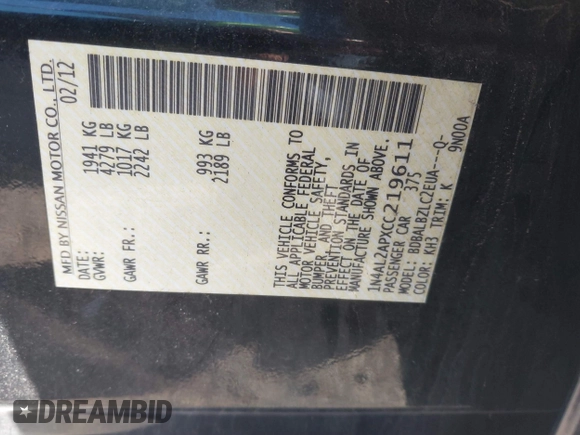 MFD BY NISSAN MOTOR CO., LTD.
DATE: 02/12
GVWR: 1941 KG
4279 LB
GAWR FR: 1017 KG
2242 LB
GAWR RR: 993 KG
2189 LB
THIS VEHICLE CONFORMS TO
ALL APPLICABLE FEDERAL
MOTOR VEHICLE SAFETY,
BUMPER, AND THEFT
PREVENTION STANDARDS IN
EFFECT ON THE DATE OF
MANUFACTURE SHOWN ABOVE.
1N4AL2APXCC219611
PASSENGER CAR 375
MODEL: BDBALBZLC2EUA---Q-
COLOR: KH3 TRIM: K 9N00A
DREAMBID